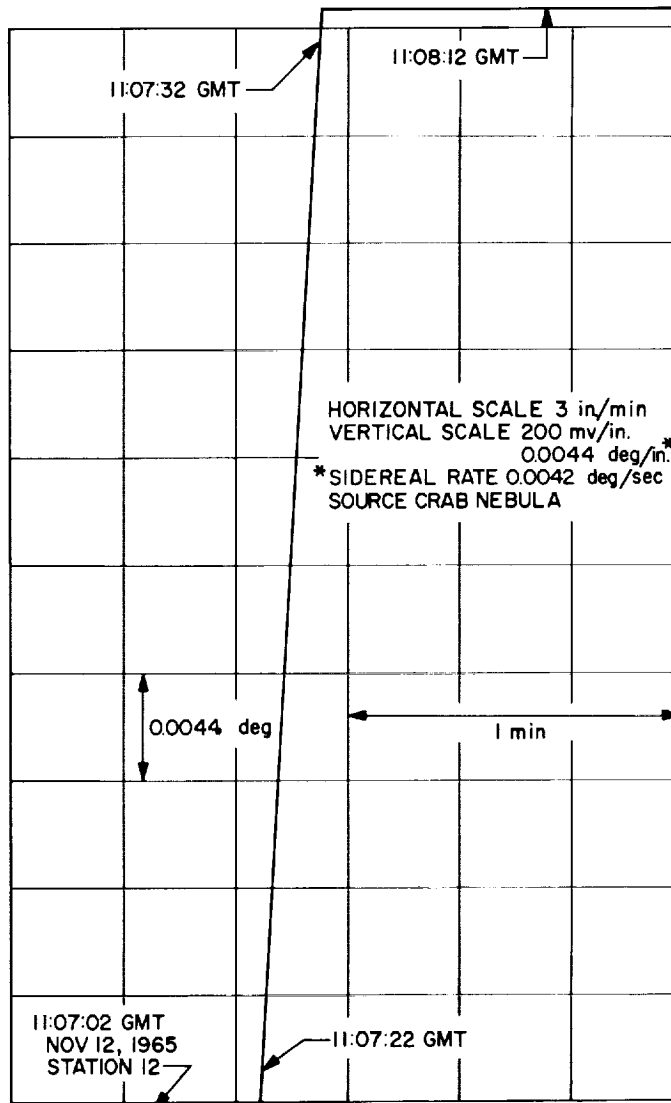 11:08:12 GMT
11:07:32 GMT
HORIZONTAL SCALE 3 in/min
VERTICAL SCALE 200 mv/in.
0.0044 deg/in.*
*SIDEREAL RATE 0.0042 deg/sec
SOURCE CRAB NEBULA
0.0044 deg
1 min
11:07:02 GMT
NOV 12, 1965
STATION 12
11:07:22 GMT